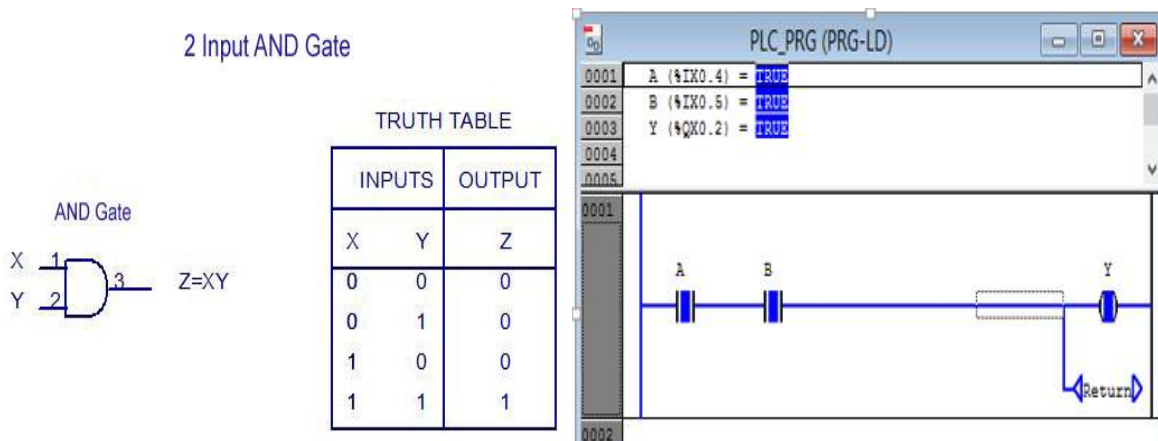 2 Input AND Gate
TRUTH TABLE
INPUTS OUTPUT
X Y Z
0 0 0
0 1 0
1 0 0
1 1 1
AND Gate
X 1
Y 2
3
Z=XY
PLC_PRG (PRG-LD)
0001 A (%IX0.4) = TRUE
0002 B (%IX0.5) = TRUE
0003 Y (%QX0.2) = TRUE
0004
0005
0001
A B Y
Return
0002